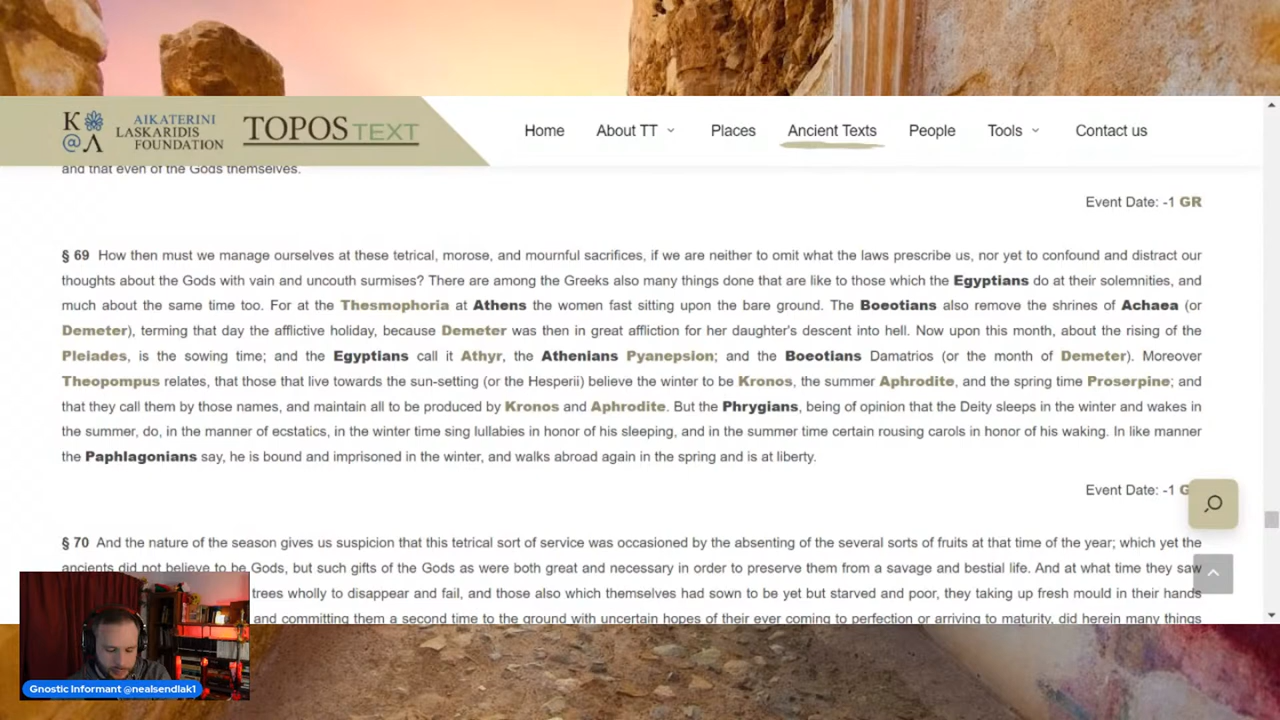 K
@Λ
AIKATERINI
LASKARIDIS
FOUNDATION
TOPOS TEXT
Home About TT Places Ancient Texts People Tools Contact us
and that even of the Gods themselves.
Event Date: -1 GR
§ 69 How then must we manage ourselves at these tetrical, morose, and mournful sacrifices, if we are neither to omit what the laws prescribe us, nor yet to confound and distract our
thoughts about the Gods with vain and uncouth surmises? There are among the Greeks also many things done that are like to those which the Egyptians do at their solemnities, and
much about the same time too. For at the Thesmophoria at Athens the women fast sitting upon the bare ground. The Boeotians also remove the shrines of Achaea (or
Demeter), terming that day the afflictive holiday, because Demeter was then in great affliction for her daughter's descent into hell. Now upon this month, about the rising of the
Pleiades, is the sowing time; and the Egyptians call it Athyr, the Athenians Pyanepsion; and the Boeotians Damatrios (or the month of Demeter). Moreover
Theopompus relates, that those that live towards the sun-setting (or the Hesperii) believe the winter to be Kronos, the summer Aphrodite, and the spring time Proserpine; and
that they call them by those names, and maintain all to be produced by Kronos and Aphrodite. But the Phrygians, being of opinion that the Deity sleeps in the winter and wakes in
the summer, do, in the manner of ecstatics, in the winter time sing lullabies in honor of his sleeping, and in the summer time certain rousing carols in honor of his waking. In like manner
the Paphlagonians say, he is bound and imprisoned in the winter, and walks abroad again in the spring and is at liberty.
Event Date: -1 G
§ 70 And the nature of the season gives us suspicion that this tetrical sort of service was occasioned by the absenting of the several sorts of fruits at that time of the year; which yet the
ancients did not believe to be Gods, but such gifts of the Gods as were both great and necessary in order to preserve them from a savage and bestial life. And at what time they saw
trees wholly to disappear and fail, and those also which themselves had sown to be yet but starved and poor, they taking up fresh mould in their hands
and committing them a second time to the ground with uncertain hopes of their ever coming to perfection or arriving to maturity, did herein many things
Gnostic Informant @nealsendlak1